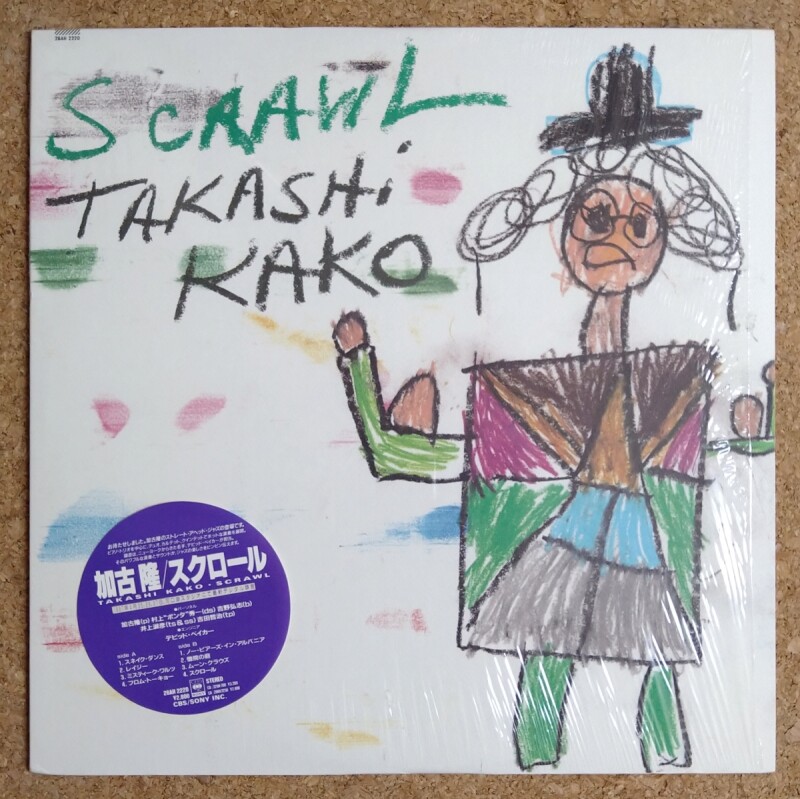 28AH 2220
SCRAWL
TAKASHi
KAKO
加古 隆/スクロール
TAKASHI KAKO・SCRAWL
加古隆(p) 村上"ポンタ"秀一(ds) 吉野弘志(b)
井上淑彦(ts & ss) 吉田哲治(tp)
デビッド・ベイカー
SIDE A
1. スネイク・ダンス
2. レイジー
3. ミスティーク・ワルツ
4. フロム・トーキョー
SIDE B
1. ノー・ビアーズ・イン・アルバニア
3. ムーン・クラウズ
4. スクロール
28AH 2220
¥2,800
STEREO
CBS/SONY INC.